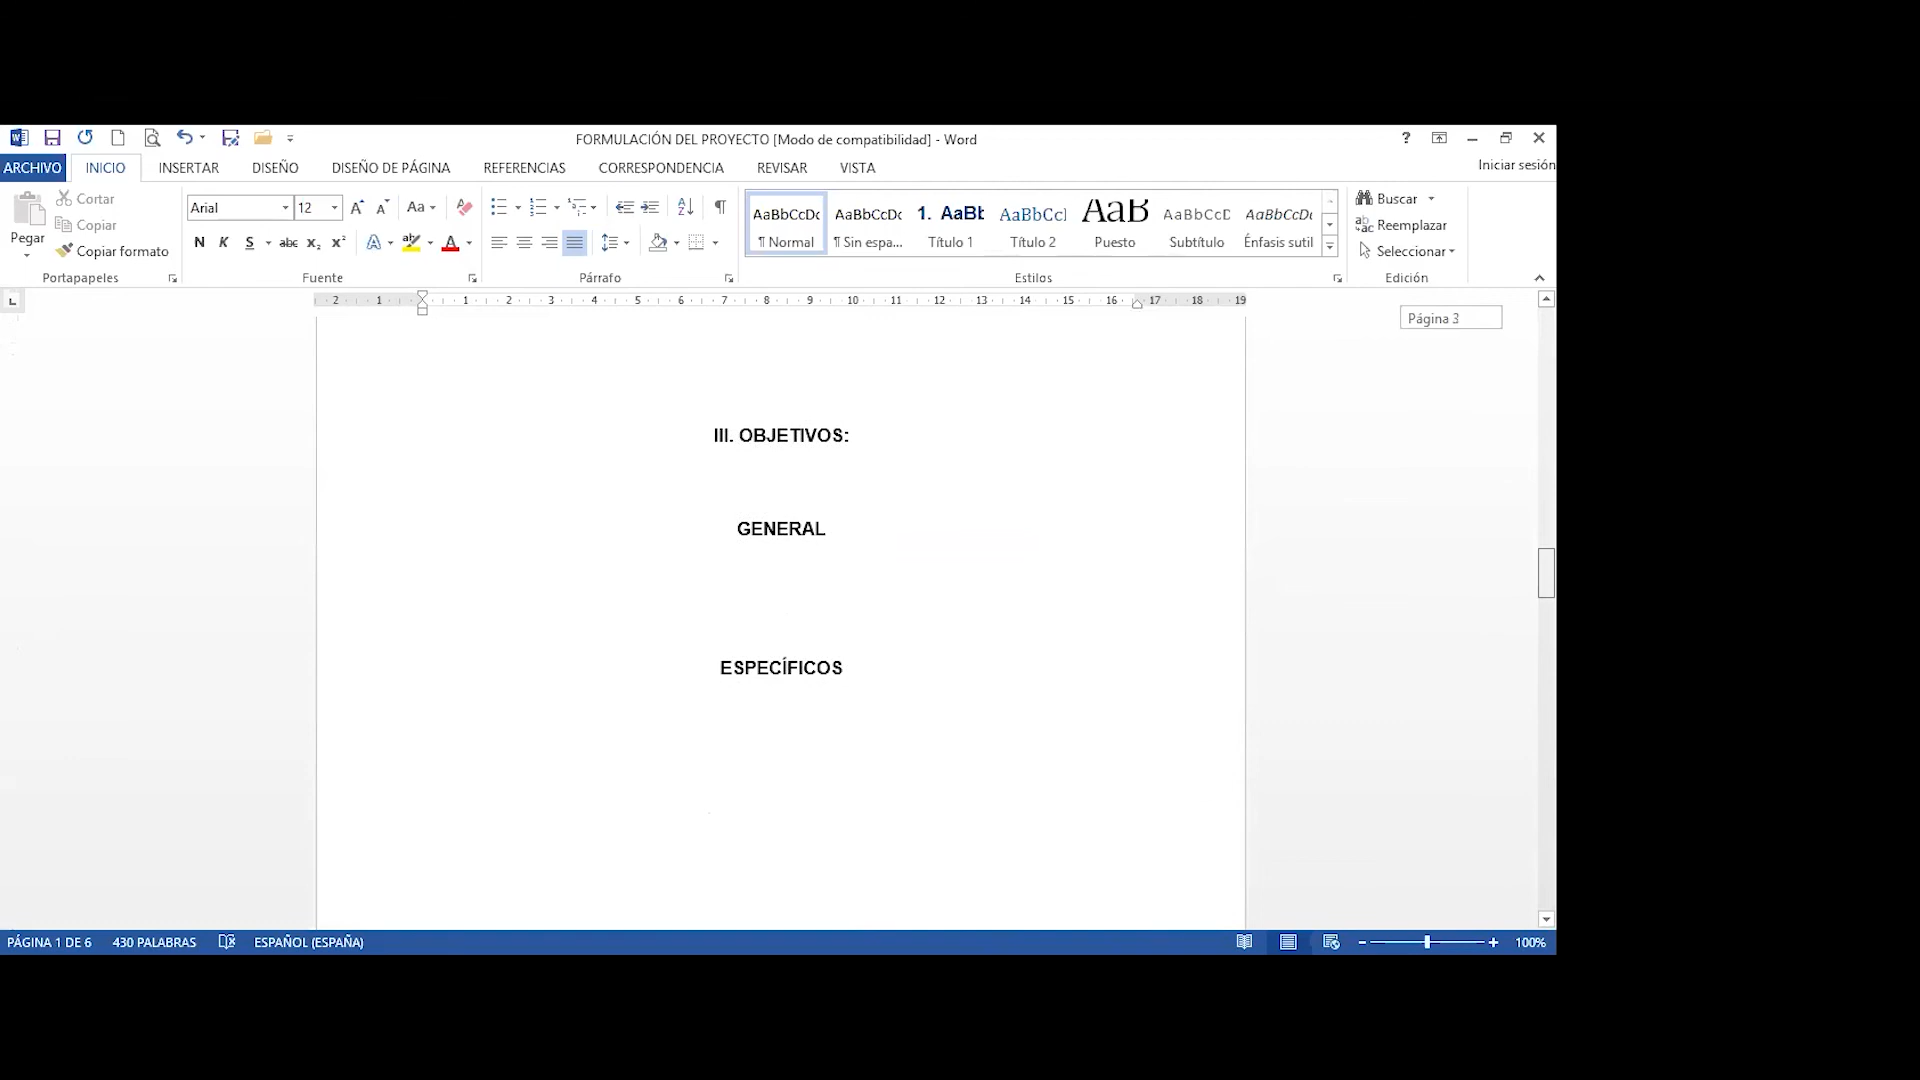 FORMULACIÓN DEL PROYECTO [Modo de compatibilidad] - Word
?
ARCHIVO INICIO INSERTAR DISEÑO DISEÑO DE PÁGINA REFERENCIAS CORRESPONDENCIA REVISAR VISTA Iniciar sesión
Pegar
Cortar
Copiar
Copiar formato
Portapapeles
Arial 12 Aa
N K S abc x₂ x²
Fuente
Párrafo
AaBbCcDc AaBbCcDc 1. AaBb AaBbCcl AaB AaBbCcD AaBbCcDc
¶ Normal ¶ Sin espa... Título 1 Título 2 Puesto Subtítulo Énfasis sutil
Estilos
Buscar
Reemplazar
Seleccionar
Edición
2 1 1 2 3 4 5 6 7 8 9 10 11 12 13 14 15 16 17 18 19
Página 3
III. OBJETIVOS:
GENERAL
ESPECÍFICOS
PÁGINA 1 DE 6 430 PALABRAS ESPAÑOL (ESPAÑA) 100%